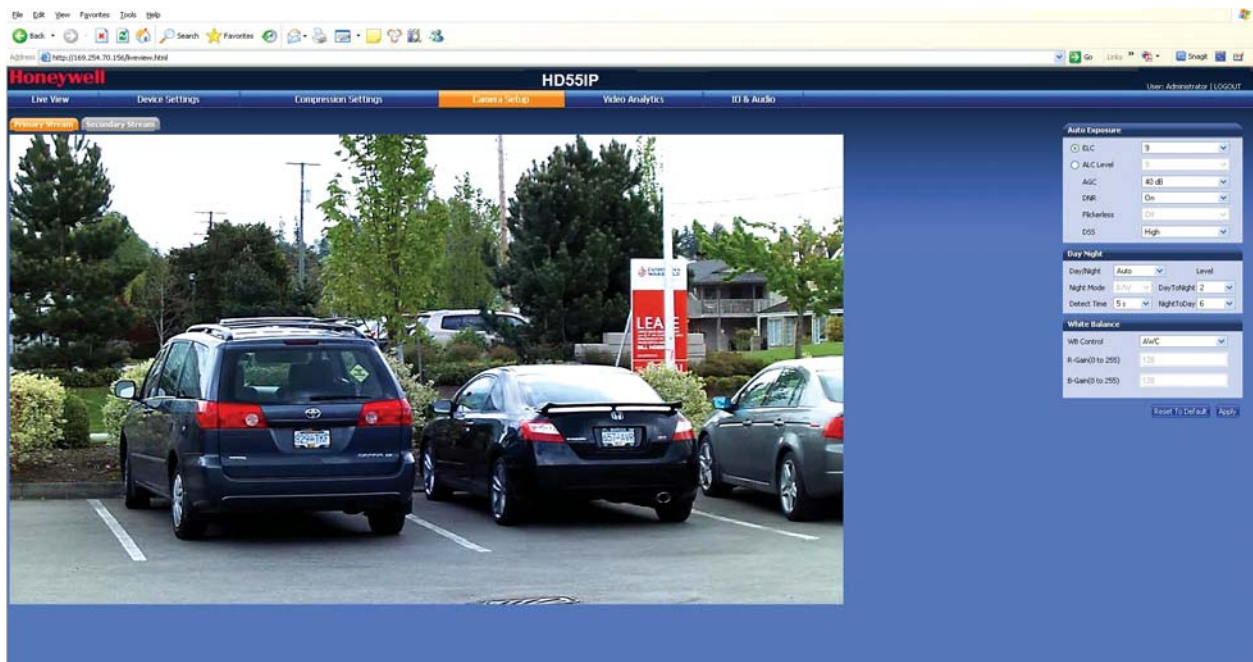 File Edit View Favorites Tools Help
Back Search Favorites
Address http://169.254.70.156/liveview.html Go Links SnagIt
Honeywell
HD55IP
User: Administrator | LOGOUT
Live View Device Settings Compression Settings Camera Setup Video Analytics IO & Audio
Primary Stream Secondary Stream
Auto Exposure
ELC 9
ALC Level 9
AGC 40 dB
DNR On
Flickerless Off
DSS High
Day Night
Day/Night Auto Level
Night Mode B/W DayToNight 2
Detect Time 5 s NightToDay 6
White Balance
WB Control AWC
R-Gain(0 to 255) 128
B-Gain(0 to 255) 128
Reset To Default Apply
LEA E